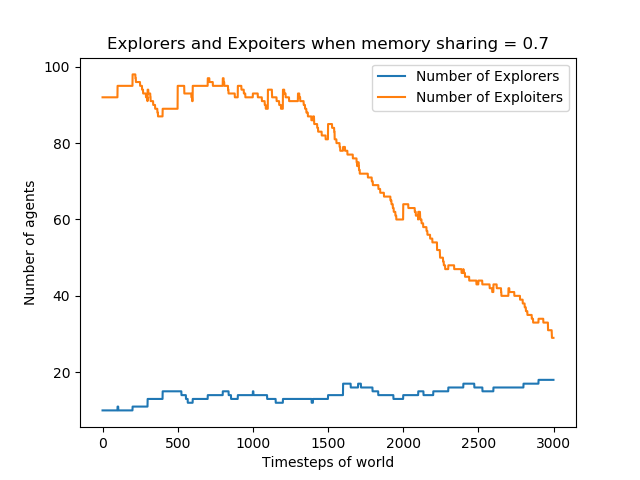 Explorers and Expoiters when memory sharing = 0.7
Number of Explorers
Number of Exploiters
100
80
60
40
20
Number of agents
0 500 1000 1500 2000 2500 3000
Timesteps of world